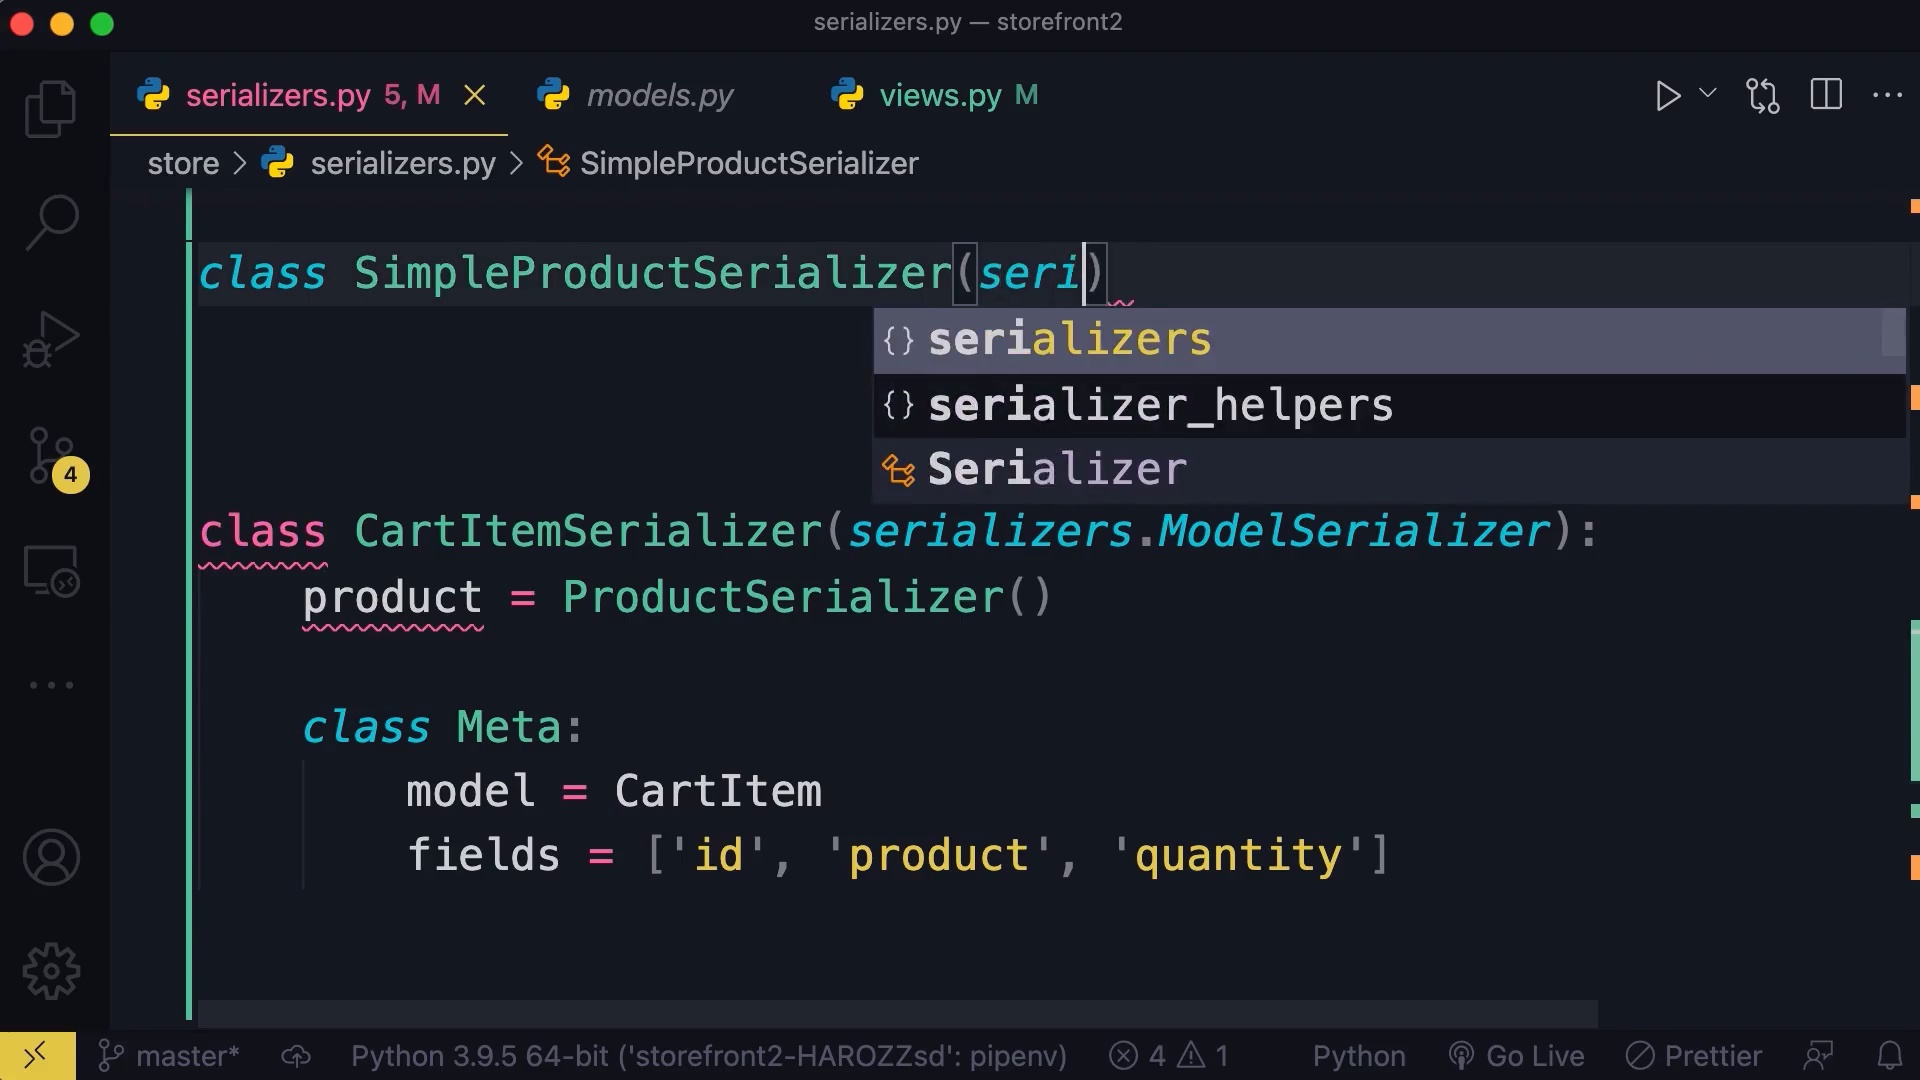 serializers.py — storefront2
serializers.py 5, M models.py views.py M
store > serializers.py > SimpleProductSerializer
class SimpleProductSerializer(seri)
{} serializers
{} serializer_helpers
Serializer
class CartItemSerializer(serializers.ModelSerializer):
product = ProductSerializer()
class Meta:
model = CartItem
fields = ['id', 'product', 'quantity']
4
master* Python 3.9.5 64-bit ('storefront2-HAROZZsd': pipenv) 4 1 Python Go Live Prettier